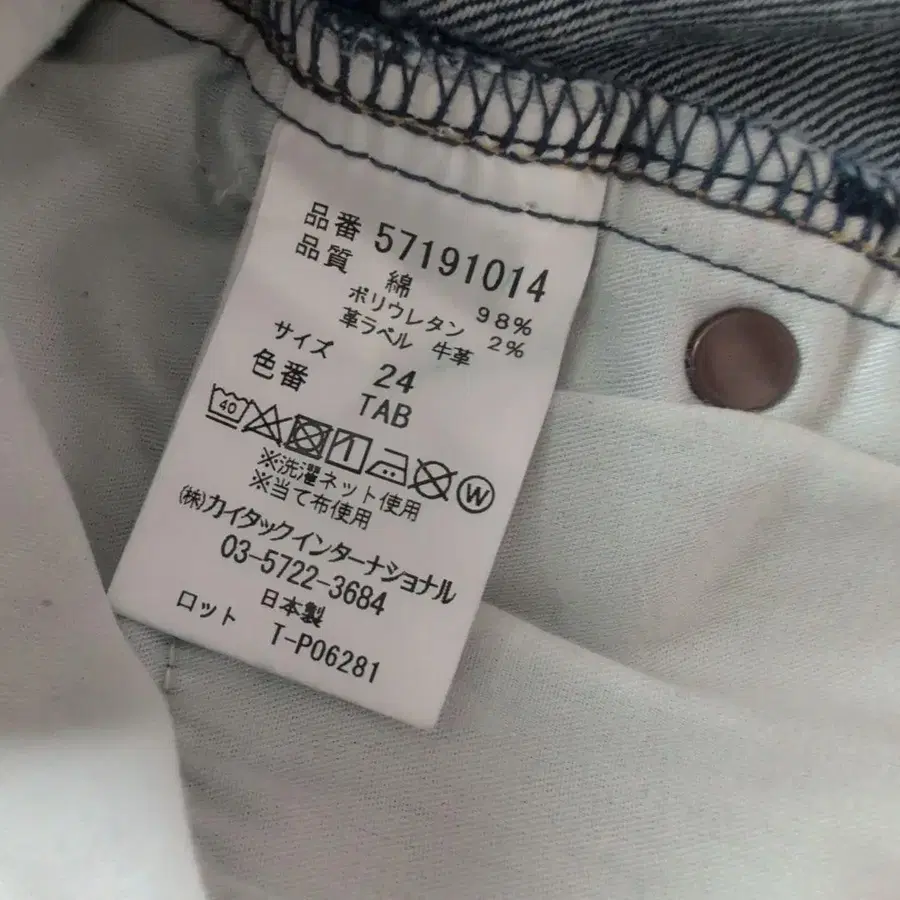 品番 57191014
品質 綿 98%
ポリウレタン 2%
革ラベル 牛革
サイズ 24
色番 TAB
40 W
※洗濯ネット使用
※当て布使用
(株)カイタックインターナショナル
03-5722-3684
日本製
ロット T-P06281